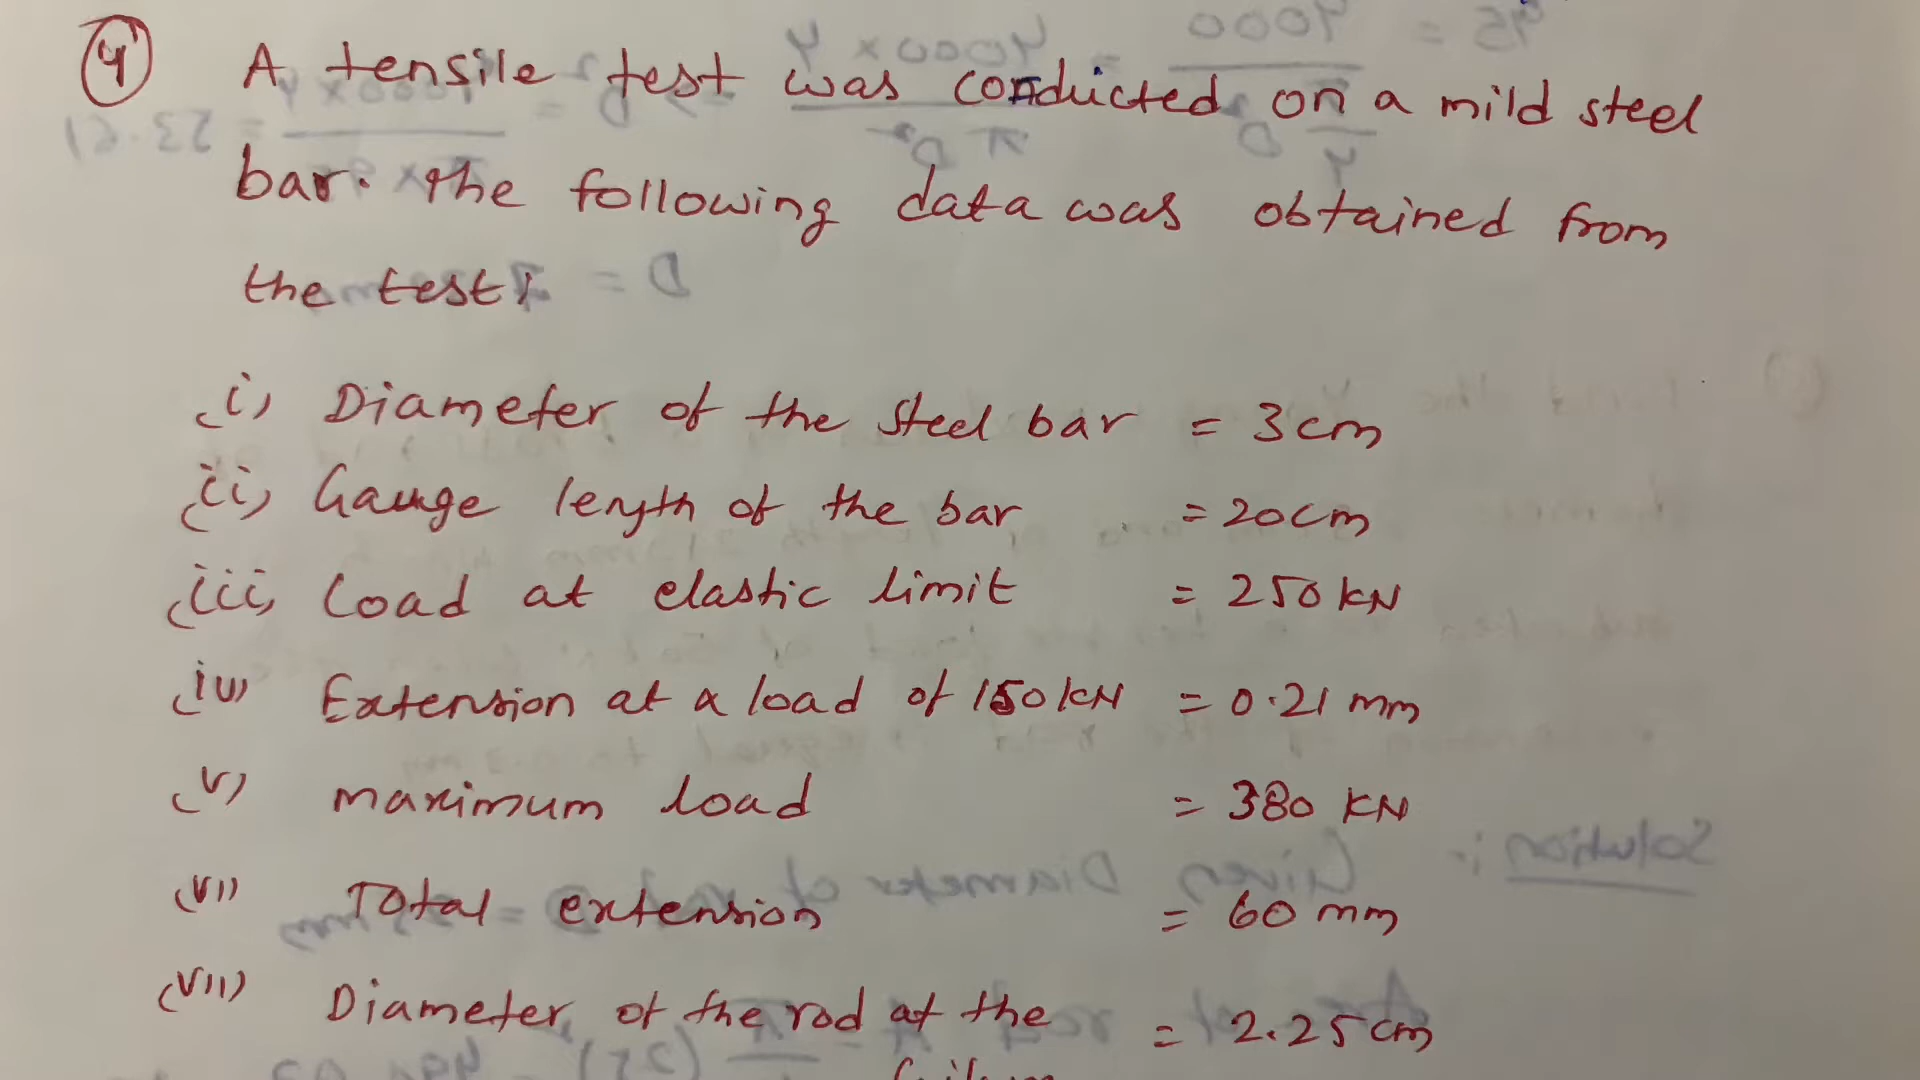 4
A tensile test was conducted on a mild steel
bar. The following data was obtained from
the test:
(i) Diameter of the steel bar = 3cm
(ii) Gauge length of the bar = 20cm
(iii) Load at elastic limit = 250 KN
(iv) Extension at a load of 150 KN = 0.21 mm
(v) maximum load = 380 KN
(vi) Total extension = 60 mm
(vii) Diameter of the rod at the = 2.25 cm